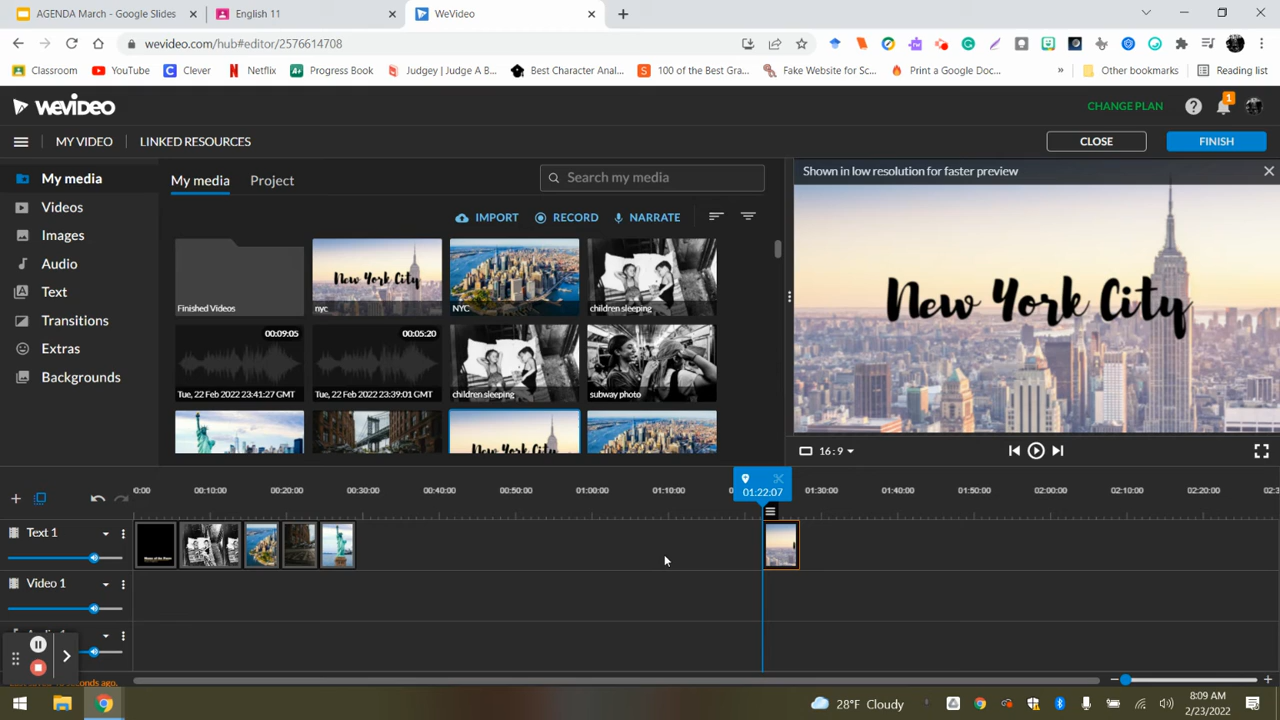 AGENDA March - Google Slides
English 11
WeVideo
wevideo.com/hub#editor/2576614708
Classroom
YouTube
Clever
Netflix
Progress Book
Judgey | Judge A B...
Best Character Anal...
100 of the Best Gra...
Fake Website for Sc...
Print a Google Doc...
Other bookmarks
Reading list
WEVIDEO
CHANGE PLAN
1
MY VIDEO
LINKED RESOURCES
CLOSE
FINISH
My media
Videos
Images
Audio
Text
Transitions
Extras
Backgrounds
My media
Project
Search my media
IMPORT
RECORD
NARRATE
Finished Videos
New York City
nyc
NYC
children sleeping
00:09:05
Tue, 22 Feb 2022 23:41:27 GMT
00:05:20
Tue, 22 Feb 2022 23:39:01 GMT
children sleeping
subway photo
New York City
Shown in low resolution for faster preview
New York City
16:9
0:00
00:10:00
00:20:00
00:30:00
00:40:00
00:50:00
01:00:00
01:10:00
01:22:07
01:30:00
01:40:00
01:50:00
02:00:00
02:10:00
02:20:00
02:3
Text 1
Video 1
28°F Cloudy
8:09 AM
2/23/2022